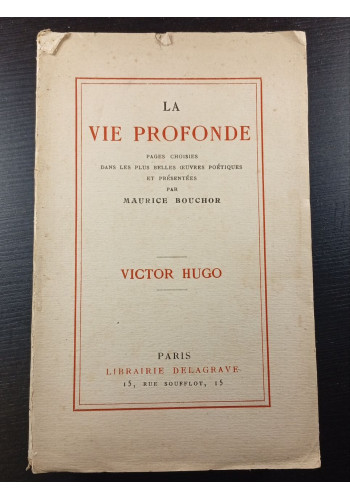 LA
VIE PROFONDE
PAGES CHOISIES
DANS LES PLUS BELLES ŒUVRES POÉTIQUES
ET PRÉSENTÉES
PAR
MAURICE BOUCHOR
VICTOR HUGO
PARIS
LIBRAIRIE DELAGRAVE
15, RUE SOUFFLOT, 15